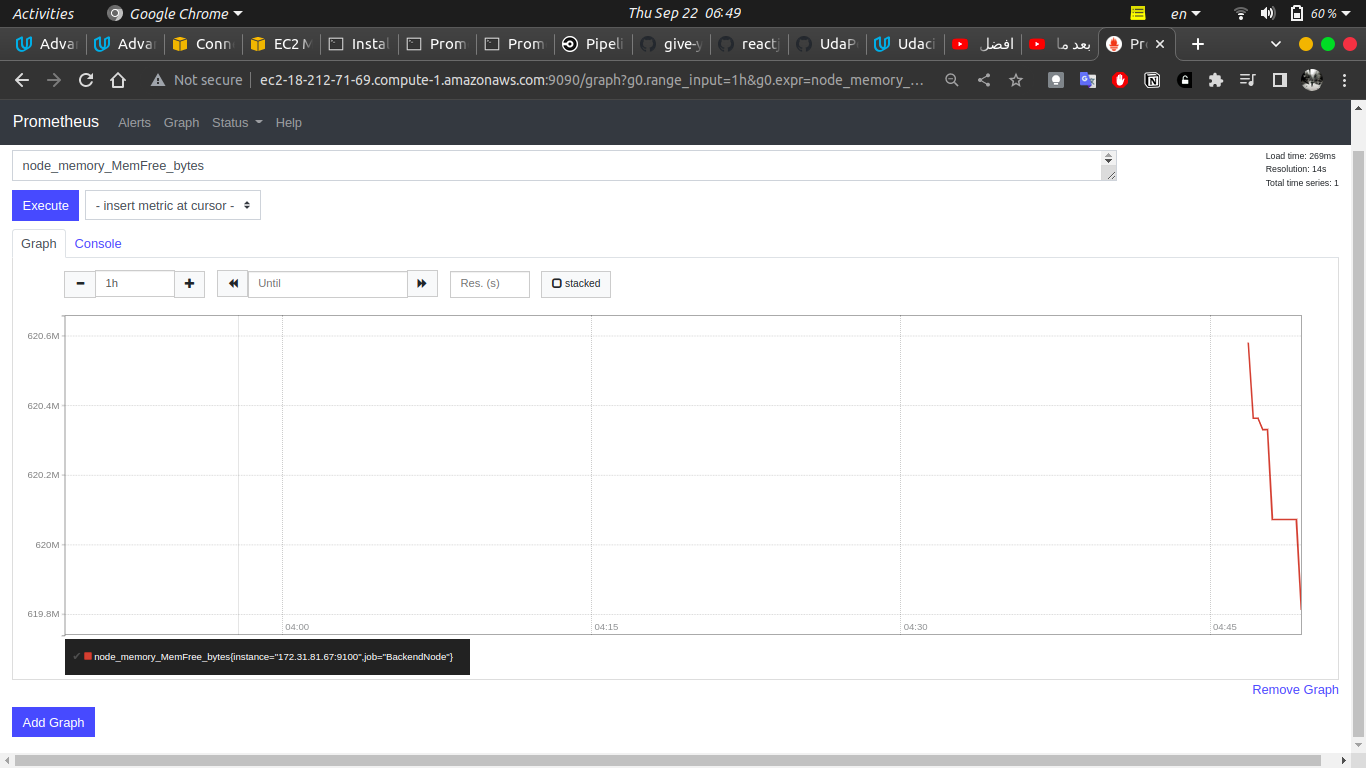 Activities Google Chrome Thu Sep 22 06:49 en 60 %
Advan Advan Conn EC2 M Instal Prom Prom Pipeli give-y reactj UdaP Udaci افضل بعد ما Pr
Not secure ec2-18-212-71-69.compute-1.amazonaws.com:9090/graph?g0.range_input=1h&g0.expr=node_memory_...
Prometheus Alerts Graph Status Help
node_memory_MemFree_bytes
Load time: 269ms
Resolution: 14s
Total time series: 1
Execute - insert metric at cursor -
Graph Console
1h Until Res. (s) stacked
620.6M
620.4M
620.2M
620M
619.8M
04:00 04:15 04:30 04:45
node_memory_MemFree_bytes{instance="172.31.81.67:9100",job="BackendNode"}
Remove Graph
Add Graph